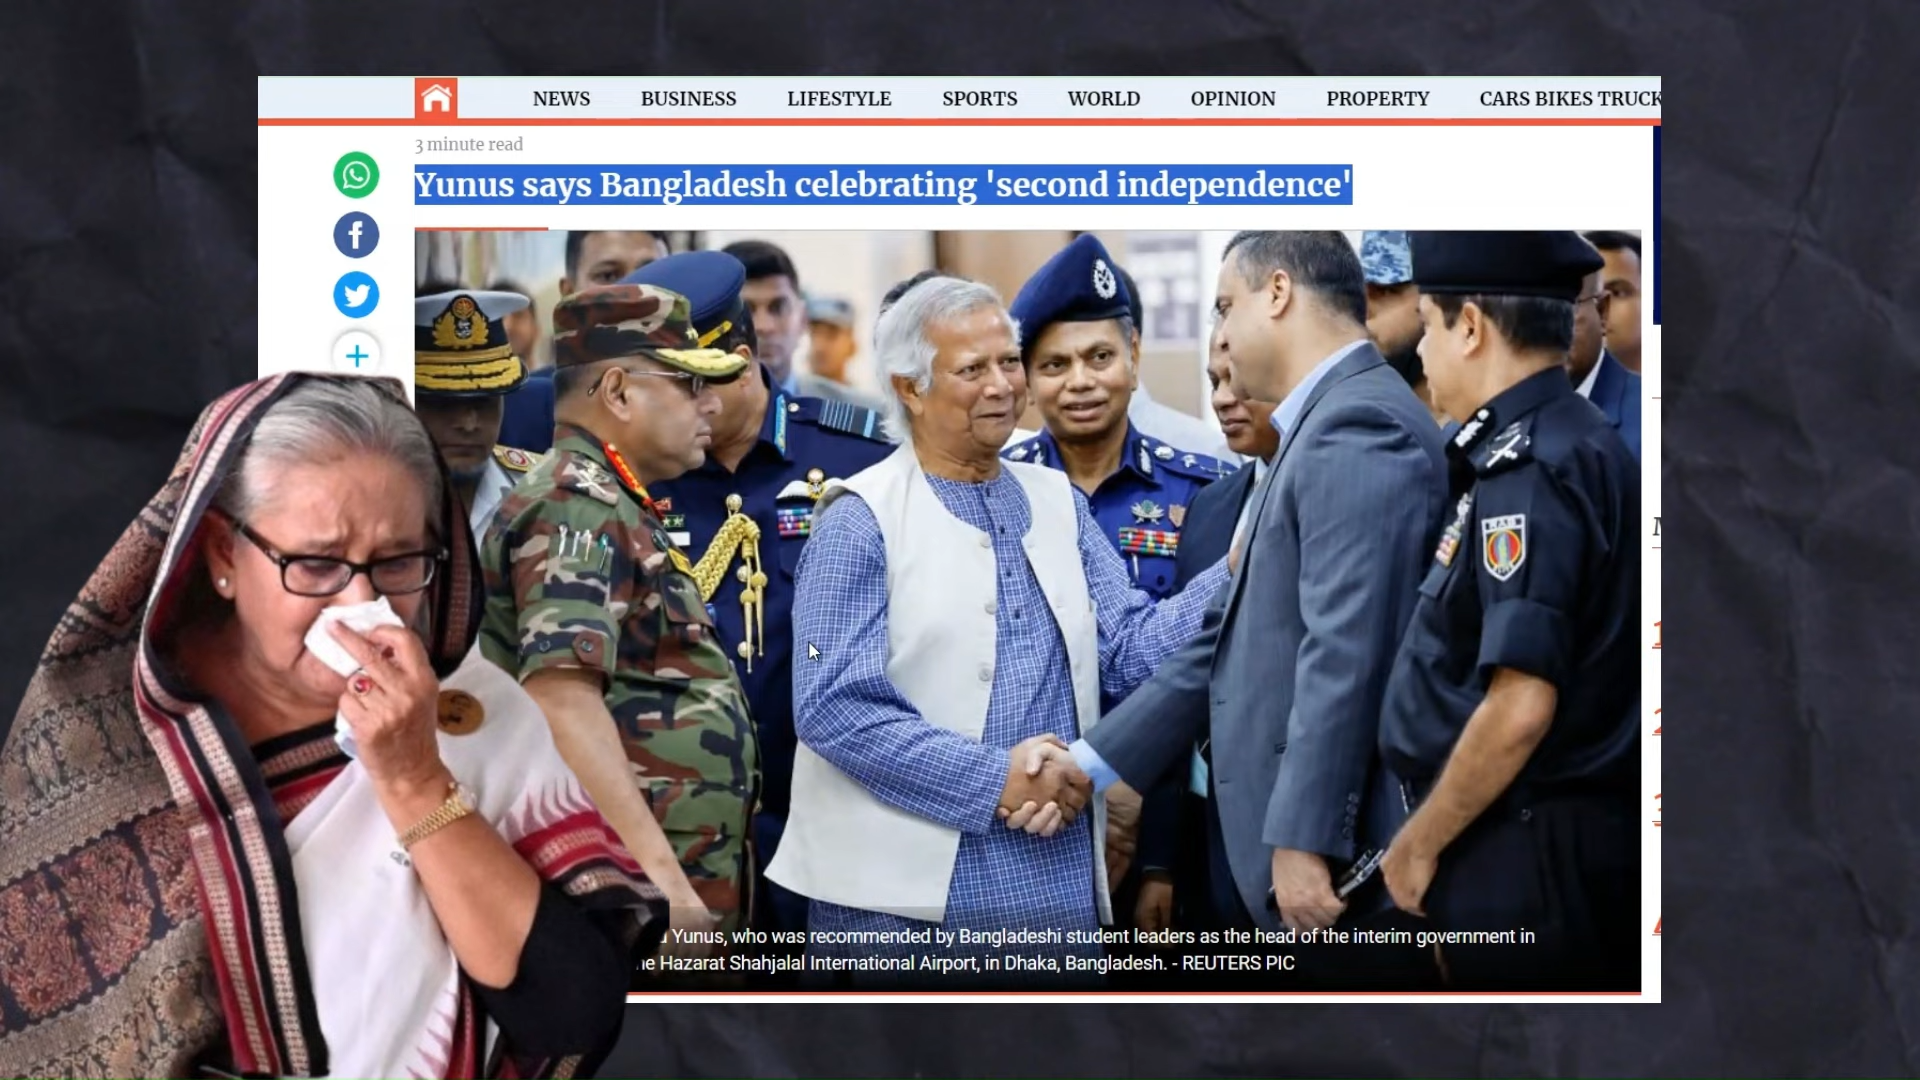 NEWS BUSINESS LIFESTYLE SPORTS WORLD OPINION PROPERTY CARS BIKES TRUCK
3 minute read
Yunus says Bangladesh celebrating 'second independence'
RAB
Yunus, who was recommended by Bangladeshi student leaders as the head of the interim government in
Hazarat Shahjalal International Airport, in Dhaka, Bangladesh. - REUTERS PIC